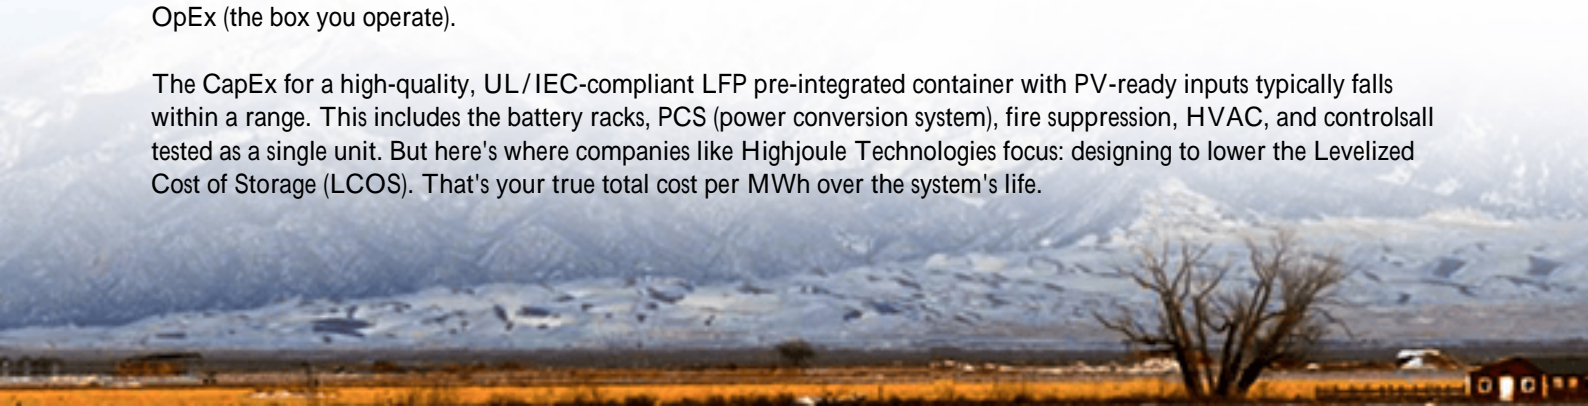 OpEx (the box you operate).
The CapEx for a high-quality, UL/IEC-compliant LFP pre-integrated container with PV-ready inputs typically falls
within a range. This includes the battery racks, PCS (power conversion system), fire suppression, HVAC, and controlsall
tested as a single unit. But here's where companies like Highjoule Technologies focus: designing to lower the Levelized
Cost of Storage (LCOS). That's your true total cost per MWh over the system's life.